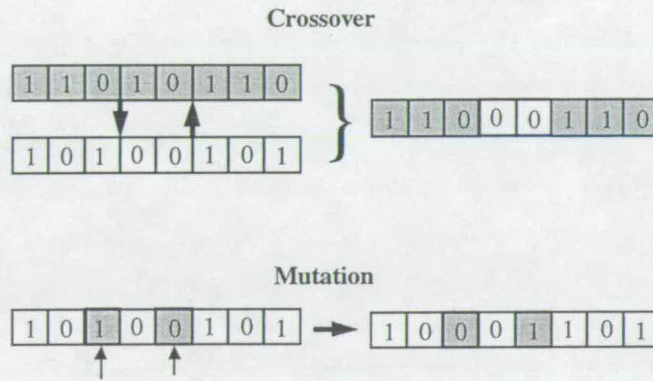 Crossover
1 1 0 1 0 1 1 0
1 0 1 0 0 1 0 1
1 1 0 0 0 1 1 0
Mutation
1 0 1 0 0 1 0 1
1 0 0 0 1 1 0 1